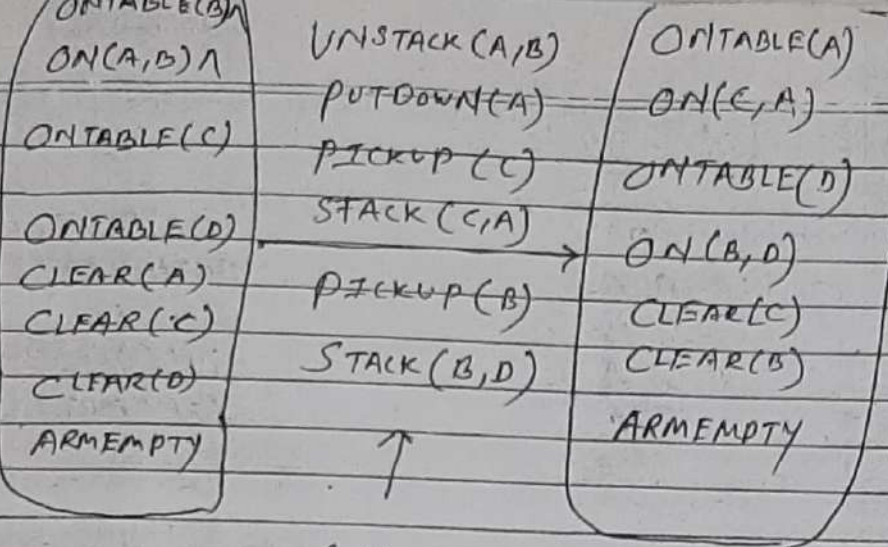 ONTABLE(B)∧
ON(A,B)∧
ONTABLE(C)
ONTABLE(D)
CLEAR(A)
CLEAR(C)
CLEAR(D)
ARMEMPTY
UNSTACK(A,B)
PUTDOWN(A)
PICKUP(C)
STACK(C,A)
PICKUP(B)
STACK(B,D)
ONTABLE(A)
ON(C,A)
ONTABLE(D)
ON(B,D)
CLEAR(C)
CLEAR(B)
ARMEMPTY